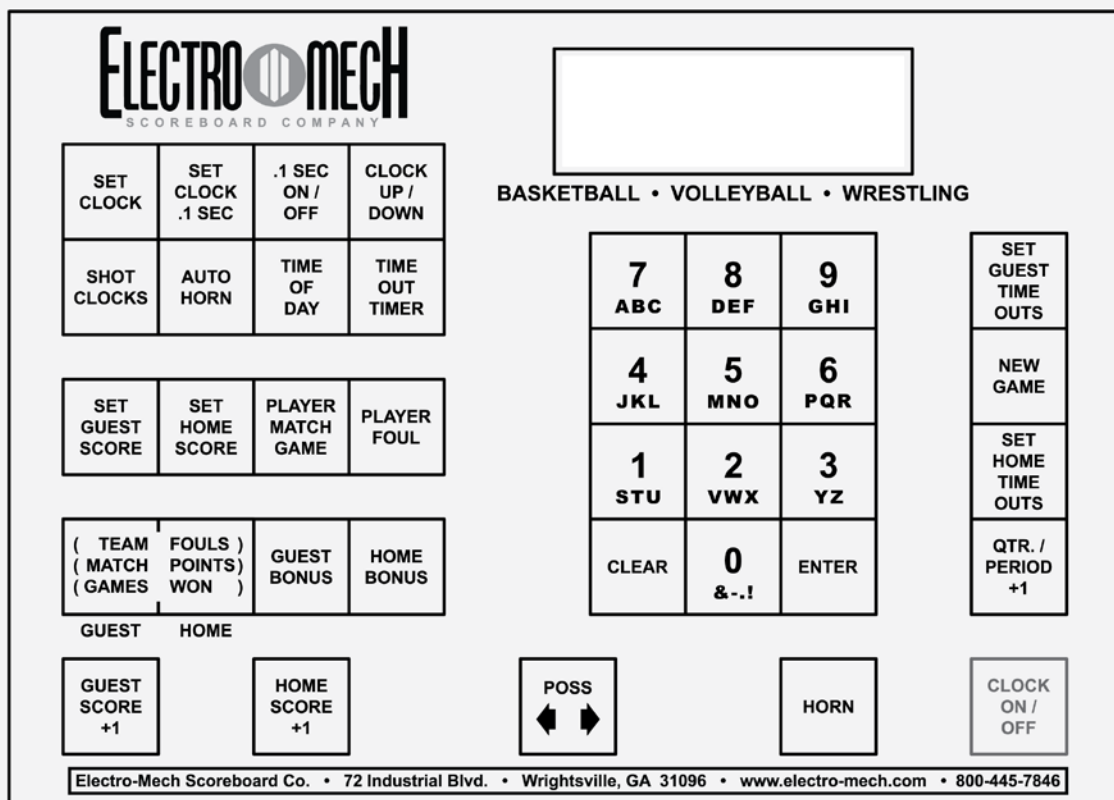 ELECTRO MECH
SCOREBOARD COMPANY
SET
CLOCK
SET
CLOCK
.1 SEC
.1 SEC
ON /
OFF
CLOCK
UP /
DOWN
SHOT
CLOCKS
AUTO
HORN
TIME
OF
DAY
TIME
OUT
TIMER
SET
GUEST
SCORE
SET
HOME
SCORE
PLAYER
MATCH
GAME
PLAYER
FOUL
( TEAM FOULS )
( MATCH POINTS)
( GAMES WON )
GUEST
BONUS
HOME
BONUS
GUEST HOME
GUEST
SCORE
+1
HOME
SCORE
+1
BASKETBALL • VOLLEYBALL • WRESTLING
7
ABC
8
DEF
9
GHI
4
JKL
5
MNO
6
PQR
1
STU
2
VWX
3
YZ
CLEAR
0
&-.!
ENTER
SET
GUEST
TIME
OUTS
NEW
GAME
SET
HOME
TIME
OUTS
QTR. /
PERIOD
+1
POSS
HORN
CLOCK
ON /
OFF
Electro-Mech Scoreboard Co. • 72 Industrial Blvd. • Wrightsville, GA 31096 • www.electro-mech.com • 800-445-7846